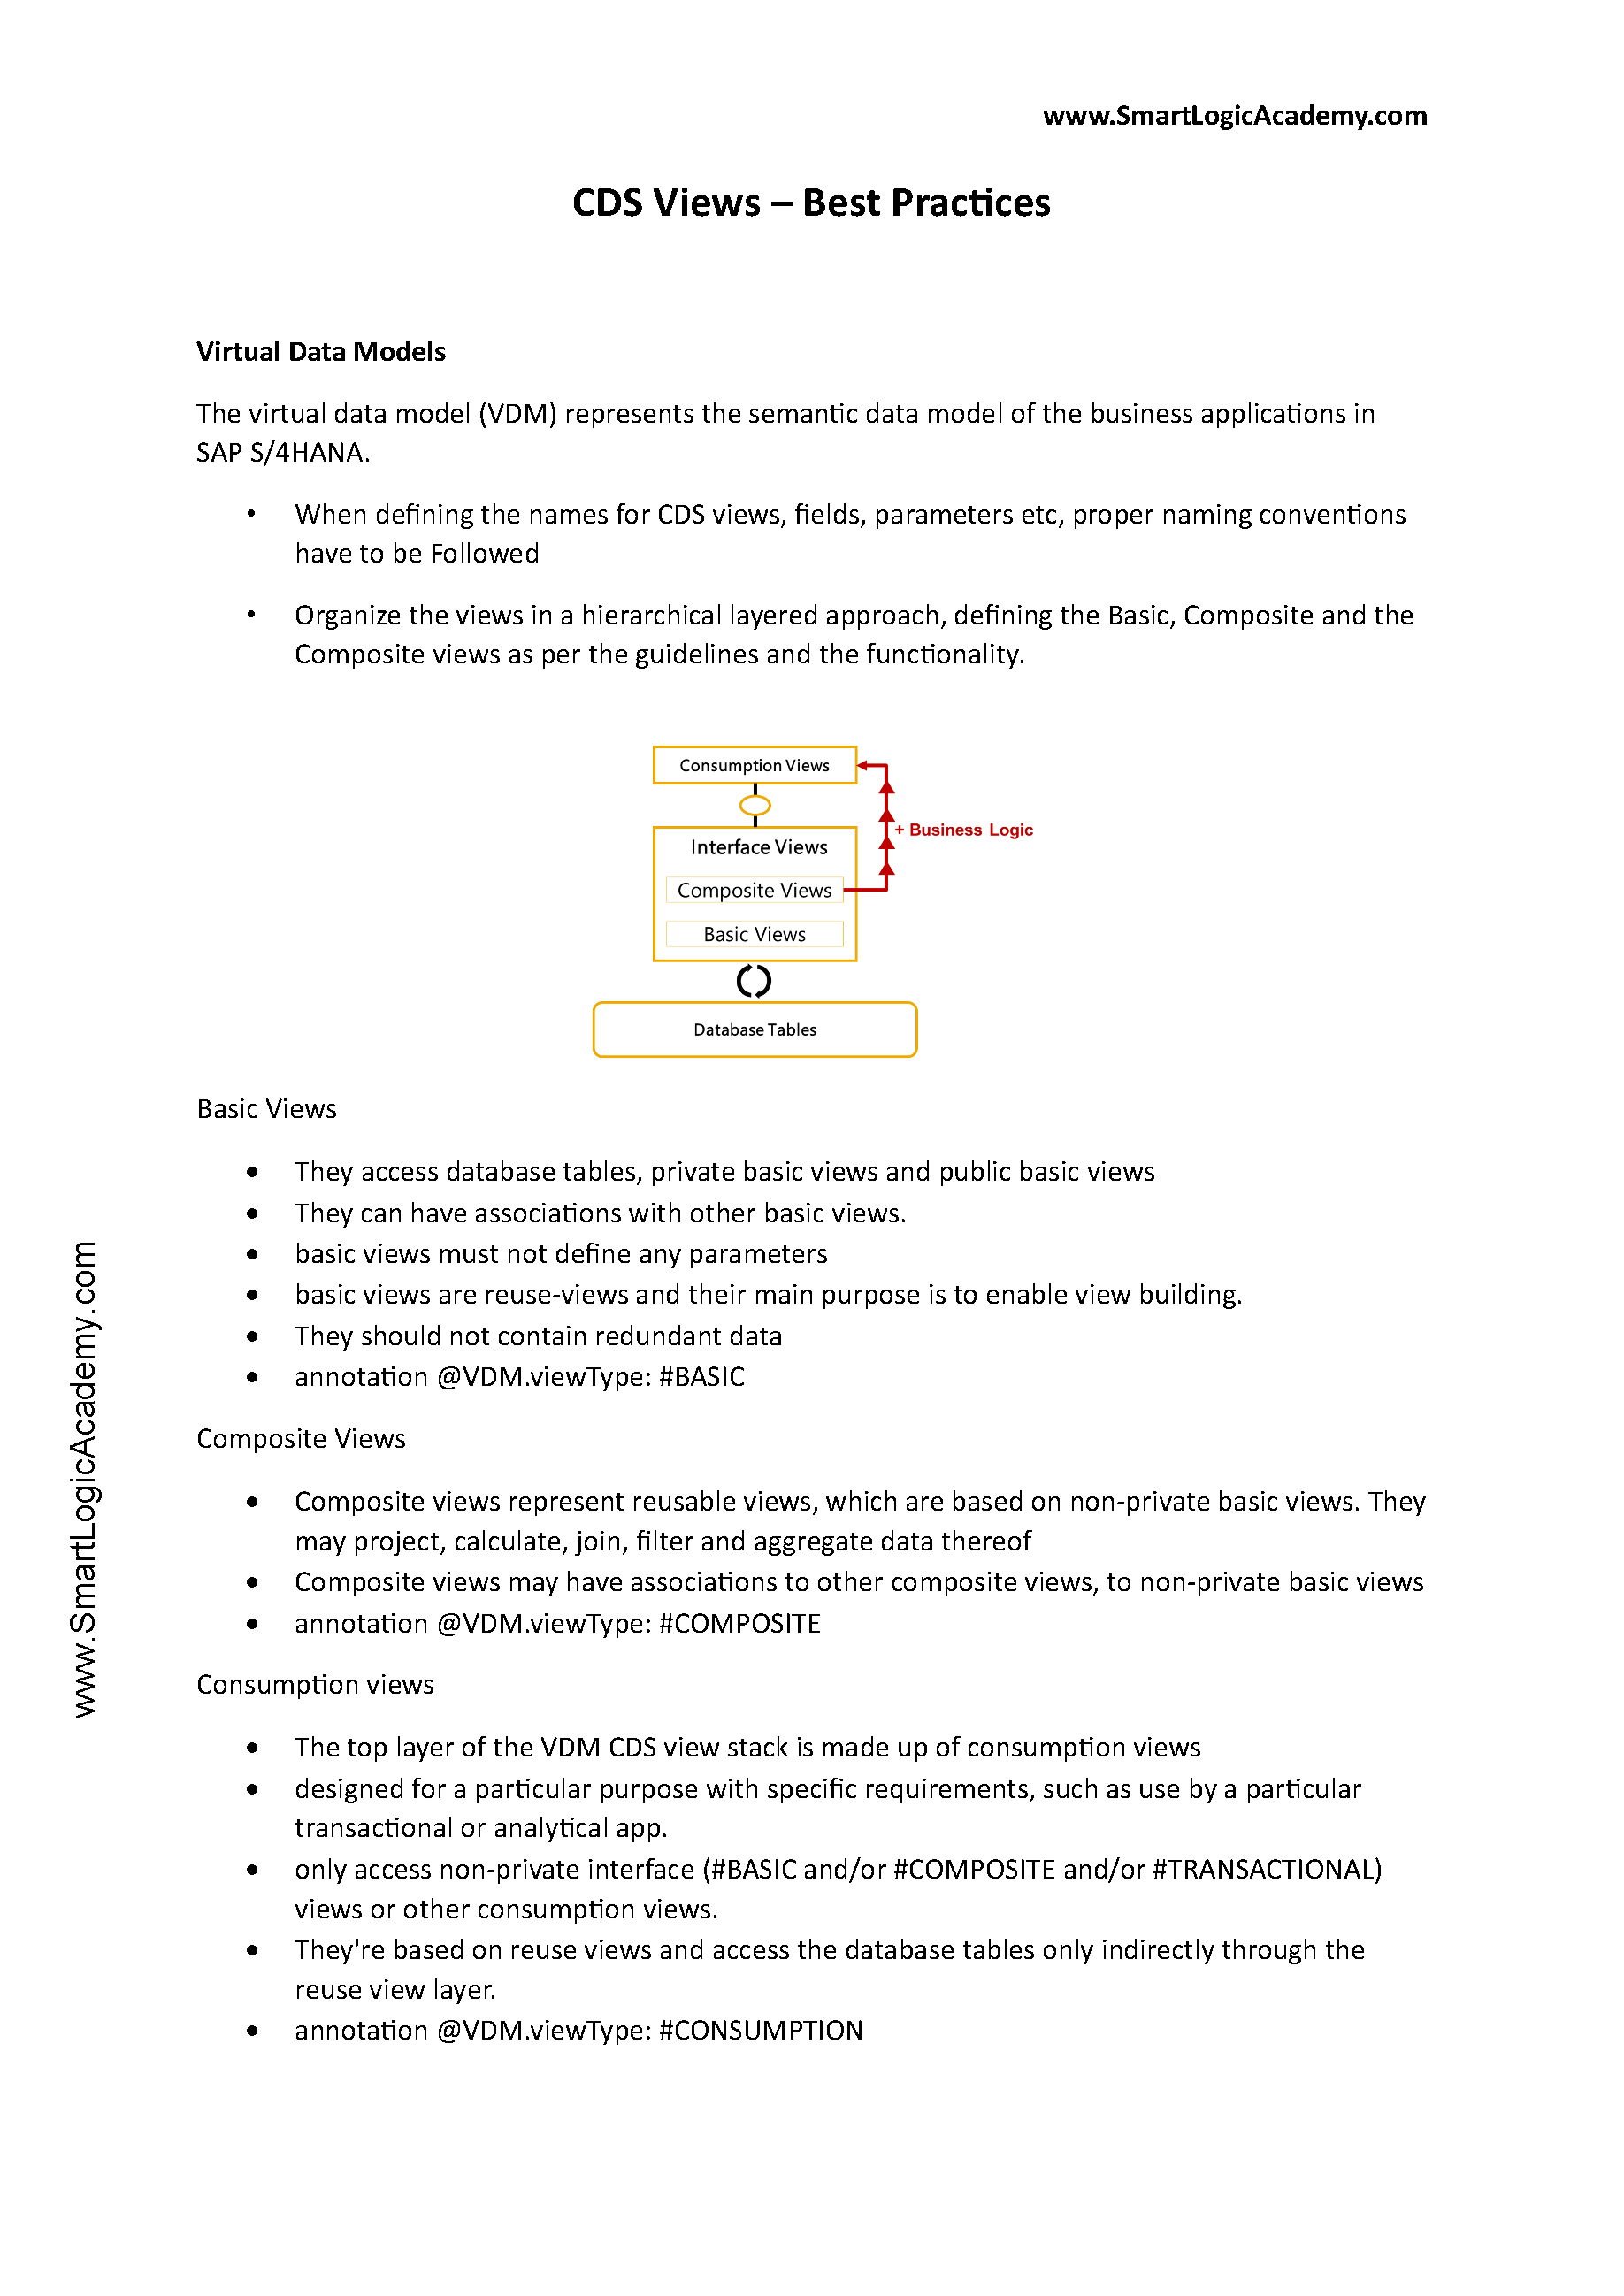 www.SmartLogicAcademy.com
CDS Views – Best Practices
Virtual Data Models
The virtual data model (VDM) represents the semantic data model of the business applications in
SAP S/4HANA.
• When defining the names for CDS views, fields, parameters etc, proper naming conventions
have to be Followed
• Organize the views in a hierarchical layered approach, defining the Basic, Composite and the
Composite views as per the guidelines and the functionality.
Consumption Views
+ Business Logic
Interface Views
Composite Views
Basic Views
Database Tables
Basic Views
• They access database tables, private basic views and public basic views
• They can have associations with other basic views.
• basic views must not define any parameters
• basic views are reuse-views and their main purpose is to enable view building.
• They should not contain redundant data
• annotation @VDM.viewType: #BASIC
Composite Views
• Composite views represent reusable views, which are based on non-private basic views. They
may project, calculate, join, filter and aggregate data thereof
• Composite views may have associations to other composite views, to non-private basic views
• annotation @VDM.viewType: #COMPOSITE
Consumption views
• The top layer of the VDM CDS view stack is made up of consumption views
• designed for a particular purpose with specific requirements, such as use by a particular
transactional or analytical app.
• only access non-private interface (#BASIC and/or #COMPOSITE and/or #TRANSACTIONAL)
views or other consumption views.
• They're based on reuse views and access the database tables only indirectly through the
reuse view layer.
• annotation @VDM.viewType: #CONSUMPTION
www.SmartLogicAcademy.com